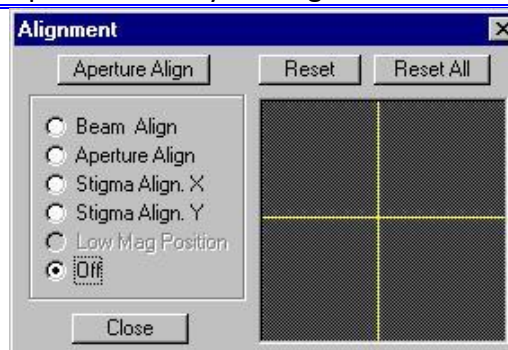 Alignment
Aperture Align Reset Reset All
Beam Align
Aperture Align
Stigma Align. X
Stigma Align. Y
Low Mag Position
Off
Close